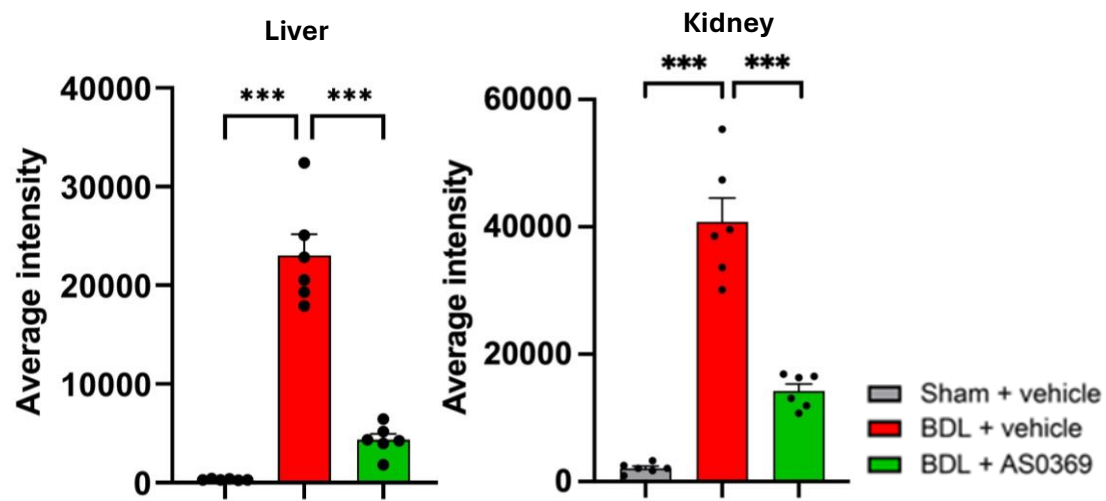 Liver
Average intensity
40000
30000
20000
10000
0
*** ***
Kidney
Average intensity
60000
40000
20000
0
*** ***
Sham + vehicle
BDL + vehicle
BDL + AS0369